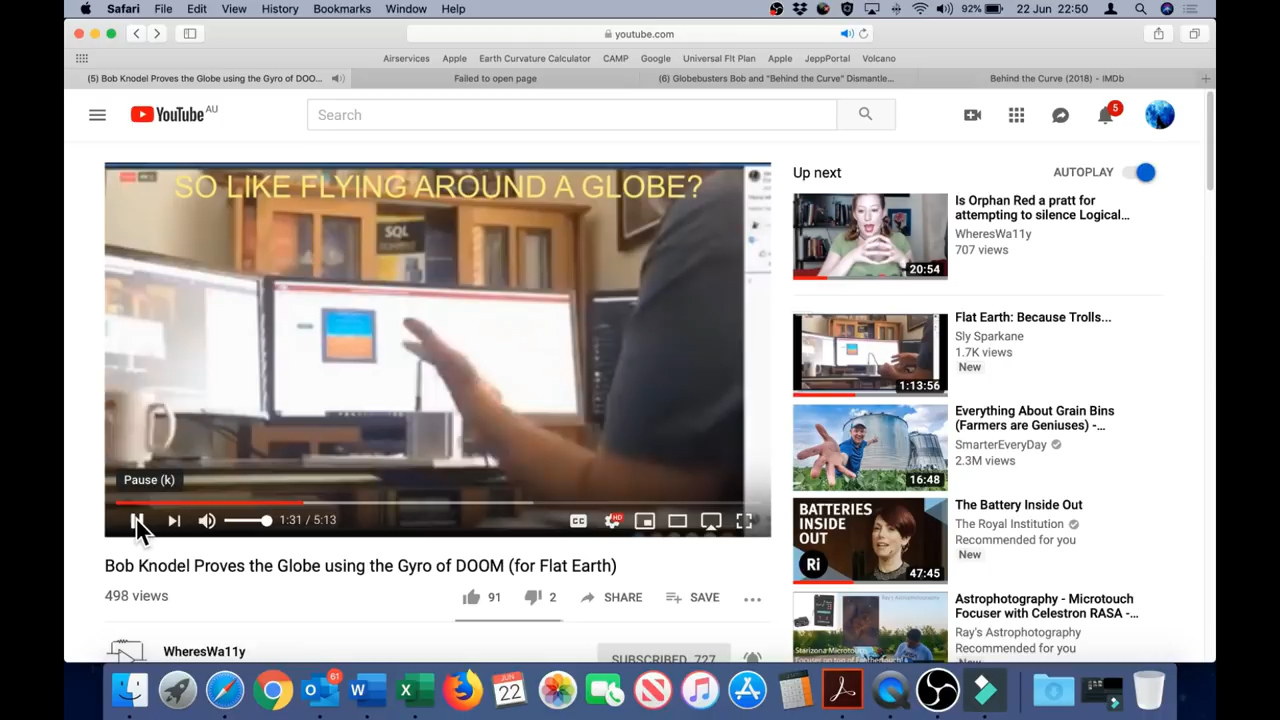 Safari File Edit View History Bookmarks Window Help 92% 22 Jun 22:50
youtube.com
Airservices Apple Earth Curvature Calculator CAMP Google Universal Flt Plan Apple JeppPortal Volcano
(5) Bob Knodel Proves the Globe using the Gyro of DOO... Failed to open page (6) Globebusters Bob and "Behind the Curve" Dismantle... Behind the Curve (2018) - IMDb
YouTube AU Search 5
SO LIKE FLYING AROUND A GLOBE?
SQL
Pause (k)
1:31 / 5:13 CC HD
Bob Knodel Proves the Globe using the Gyro of DOOM (for Flat Earth)
498 views 91 2 SHARE SAVE
WheresWa11y SUBSCRIBED 727
Up next AUTOPLAY
Is Orphan Red a pratt for
attempting to silence Logical...
WheresWa11y
707 views
20:54
Flat Earth: Because Trolls...
Sly Sparkane
1.7K views
New
1:13:56
Everything About Grain Bins
(Farmers are Geniuses) -...
SmarterEveryDay
2.3M views
16:48
BATTERIES
INSIDE
OUT
Ri
47:45
The Battery Inside Out
The Royal Institution
Recommended for you
New
Astrophotography - Microtouch
Focuser with Celestron RASA -...
Ray's Astrophotography
Recommended for you
Starizona Microtouch
61
JUN
22